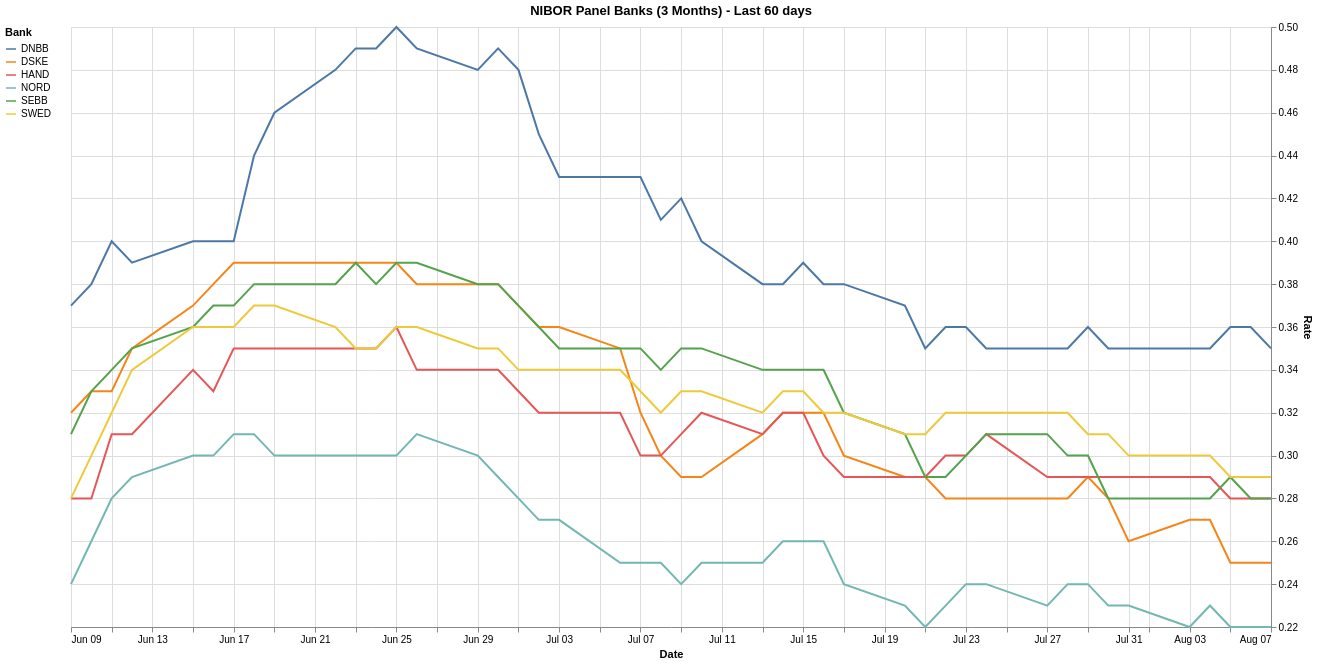 NIBOR Panel Banks (3 Months) - Last 60 days
Bank
DNBB
DSKE
HAND
NORD
SEBB
SWED
0.50
0.48
0.46
0.44
0.42
0.40
0.38
0.36
0.34
0.32
0.30
0.28
0.26
0.24
0.22
Rate
Jun 09 Jun 13 Jun 17 Jun 21 Jun 25 Jun 29 Jul 03 Jul 07 Jul 11 Jul 15 Jul 19 Jul 23 Jul 27 Jul 31 Aug 03 Aug 07
Date